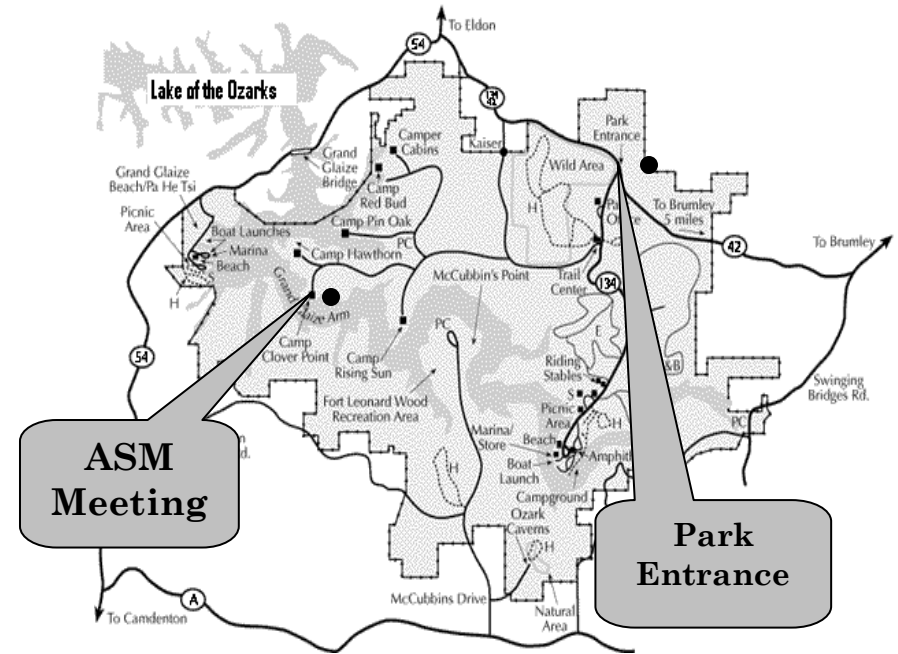 To Eldon
54
Lake of the Ozarks
Camper
Cabins
Kaiser
Park
Entrance
Grand
Glaize
Bridge
Wild Area
Grand Glaize
Beach/Pa He Tsi
Camp
Red Bud
H
To Brumley
5 miles
Picnic
Area
Camp Pin Oak
Office
Boat Launches
PC
42
To Brumley
Marina
Beach
Camp Hawthorn
McCubbin's Point
Trail
Center
134
H
Grand Glaize Arm
PC
E
54
Camp
Clover Point
Camp
Rising Sun
Riding
Stables
&B
Swinging
Bridges Rd.
Fort Leonard Wood
Recreation Area
S
C
Picnic
Area
H
PC
Marina/
Store
Beach
Rd.
ASM
Meeting
H
Boat
Launch
Campground
Ozark
Caverns
Park
Entrance
H
McCubbins Drive
Natural
Area
A
To Camdenton